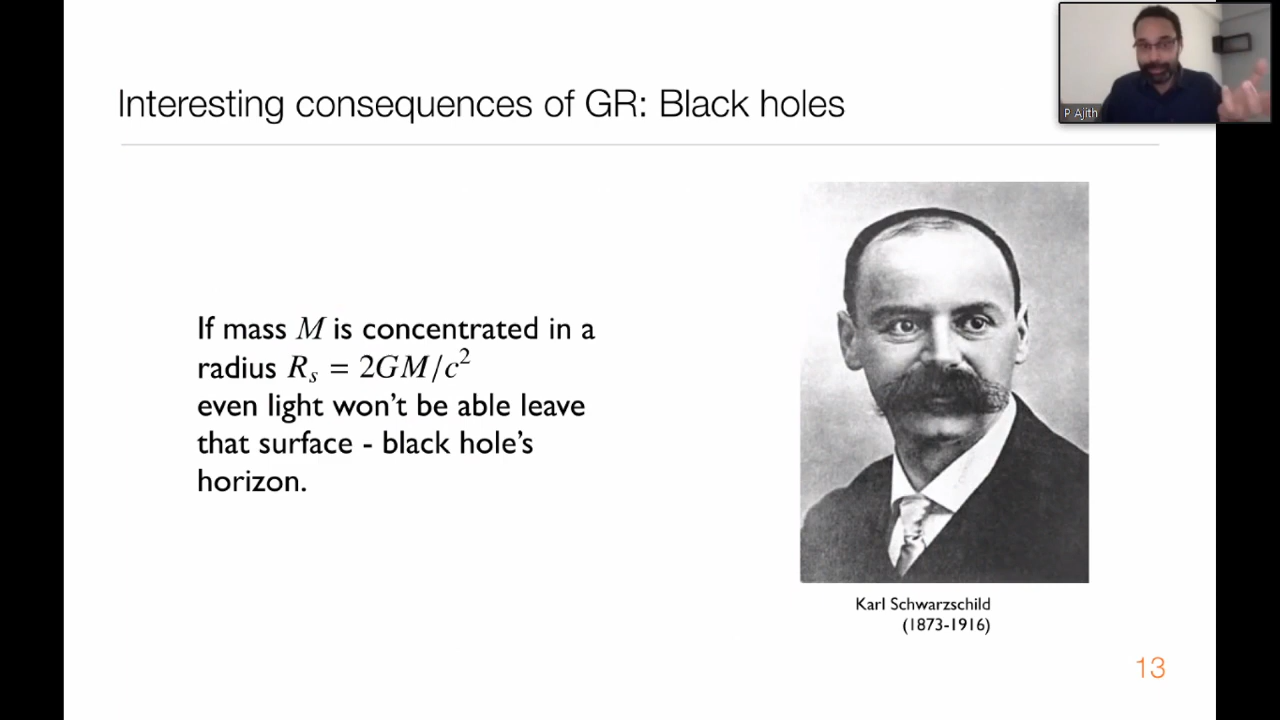 Interesting consequences of GR: Black holes
P Ajith
If mass M is concentrated in a
radius R_s = 2GM/c^2
even light won't be able leave
that surface - black hole's
horizon.
Karl Schwarzschild
(1873-1916)
13